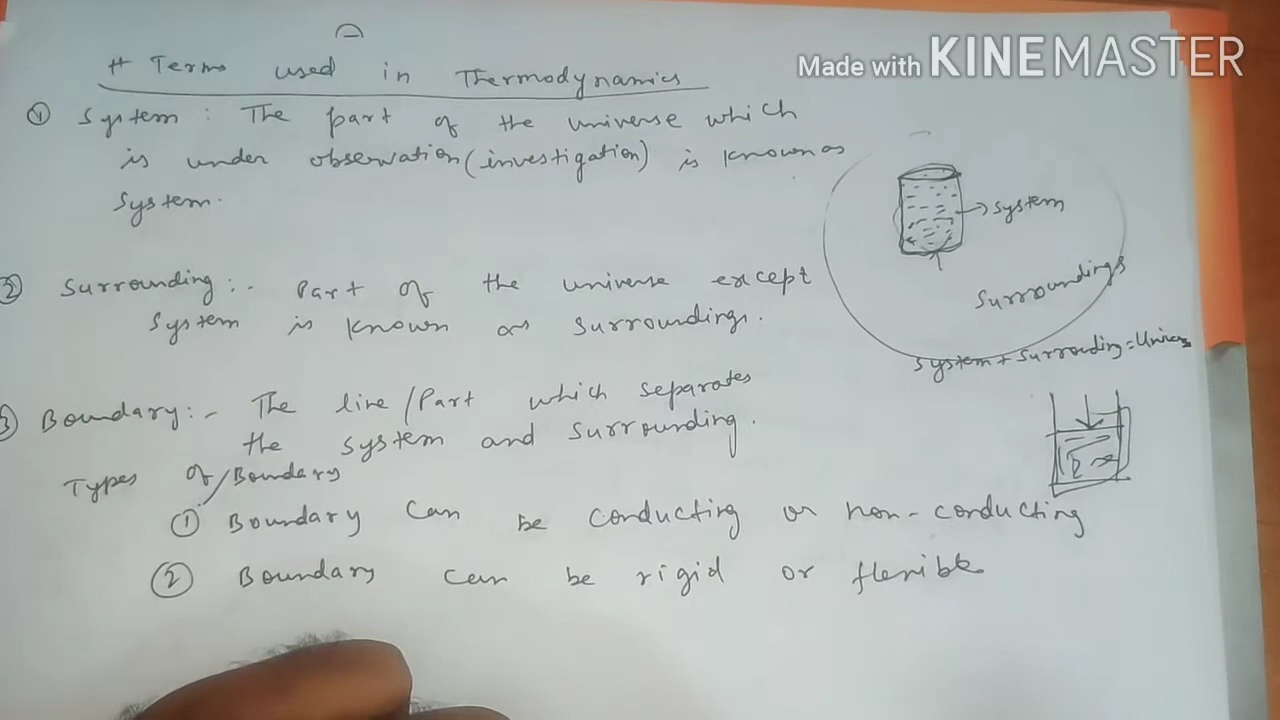 Made with KINEMASTER
# Terms used in Thermodynamics
① System : The part of the universe which
is under observation (investigation) is known as
System.
② Surrounding :- Part of the universe except
System is known as surroundings.
③ Boundary :- The line/Part which separates
the system and surrounding.
Types of Boundary
① Boundary can be conducting or non-conducting
② Boundary can be rigid or flexible
→ system
Surroundings
System + Surrounding =